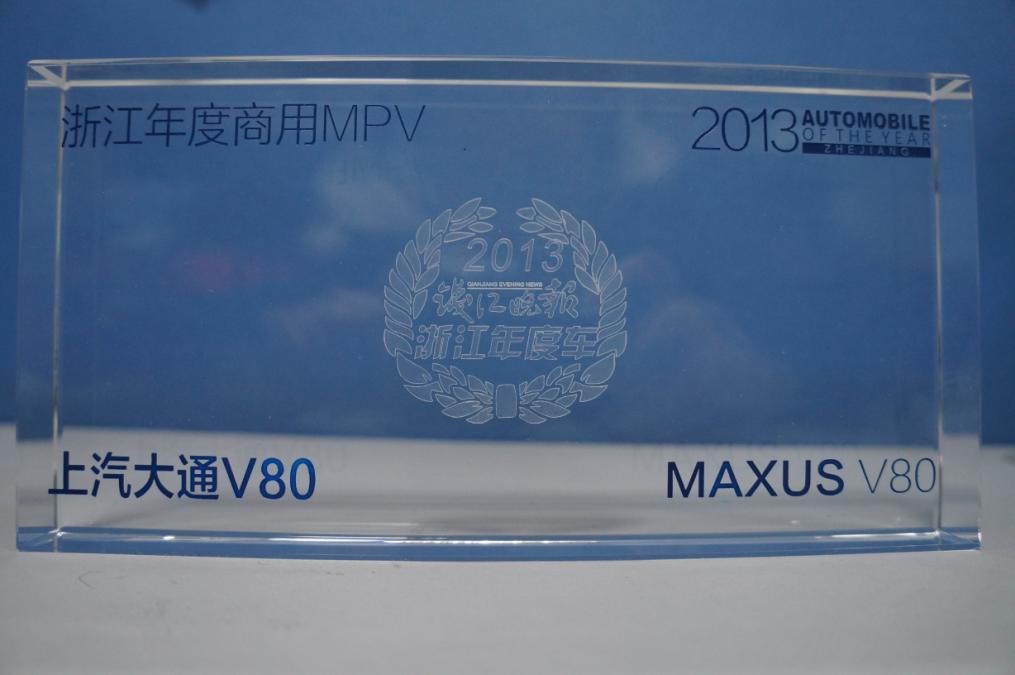 浙江年度商用MPV
2013 AUTOMOBILE
OF THE YEAR
ZHEJIANG
2013
QIANJIANG EVENING NEWS
钱江晚报
浙江年度车
上汽大通V80
MAXUS V80